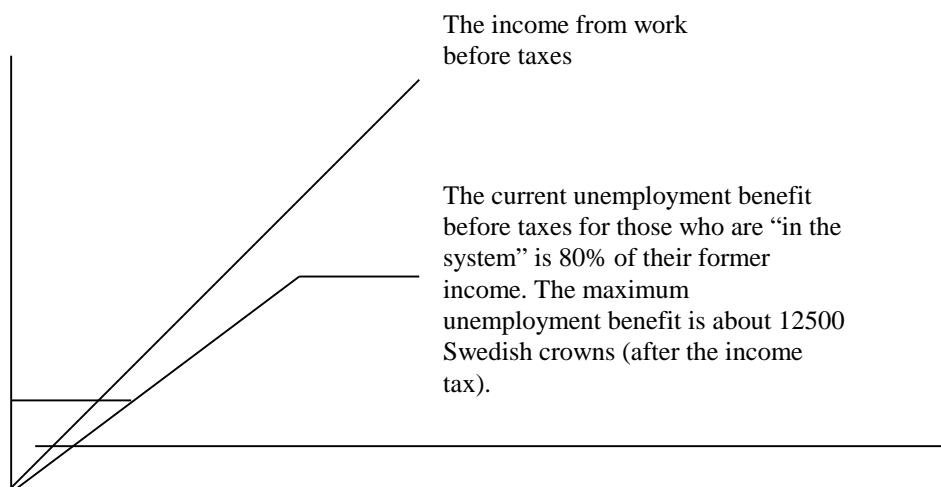 The income from work
before taxes
The current unemployment benefit
before taxes for those who are “in the
system” is 80% of their former
income. The maximum
unemployment benefit is about 12500
Swedish crowns (after the income
tax).